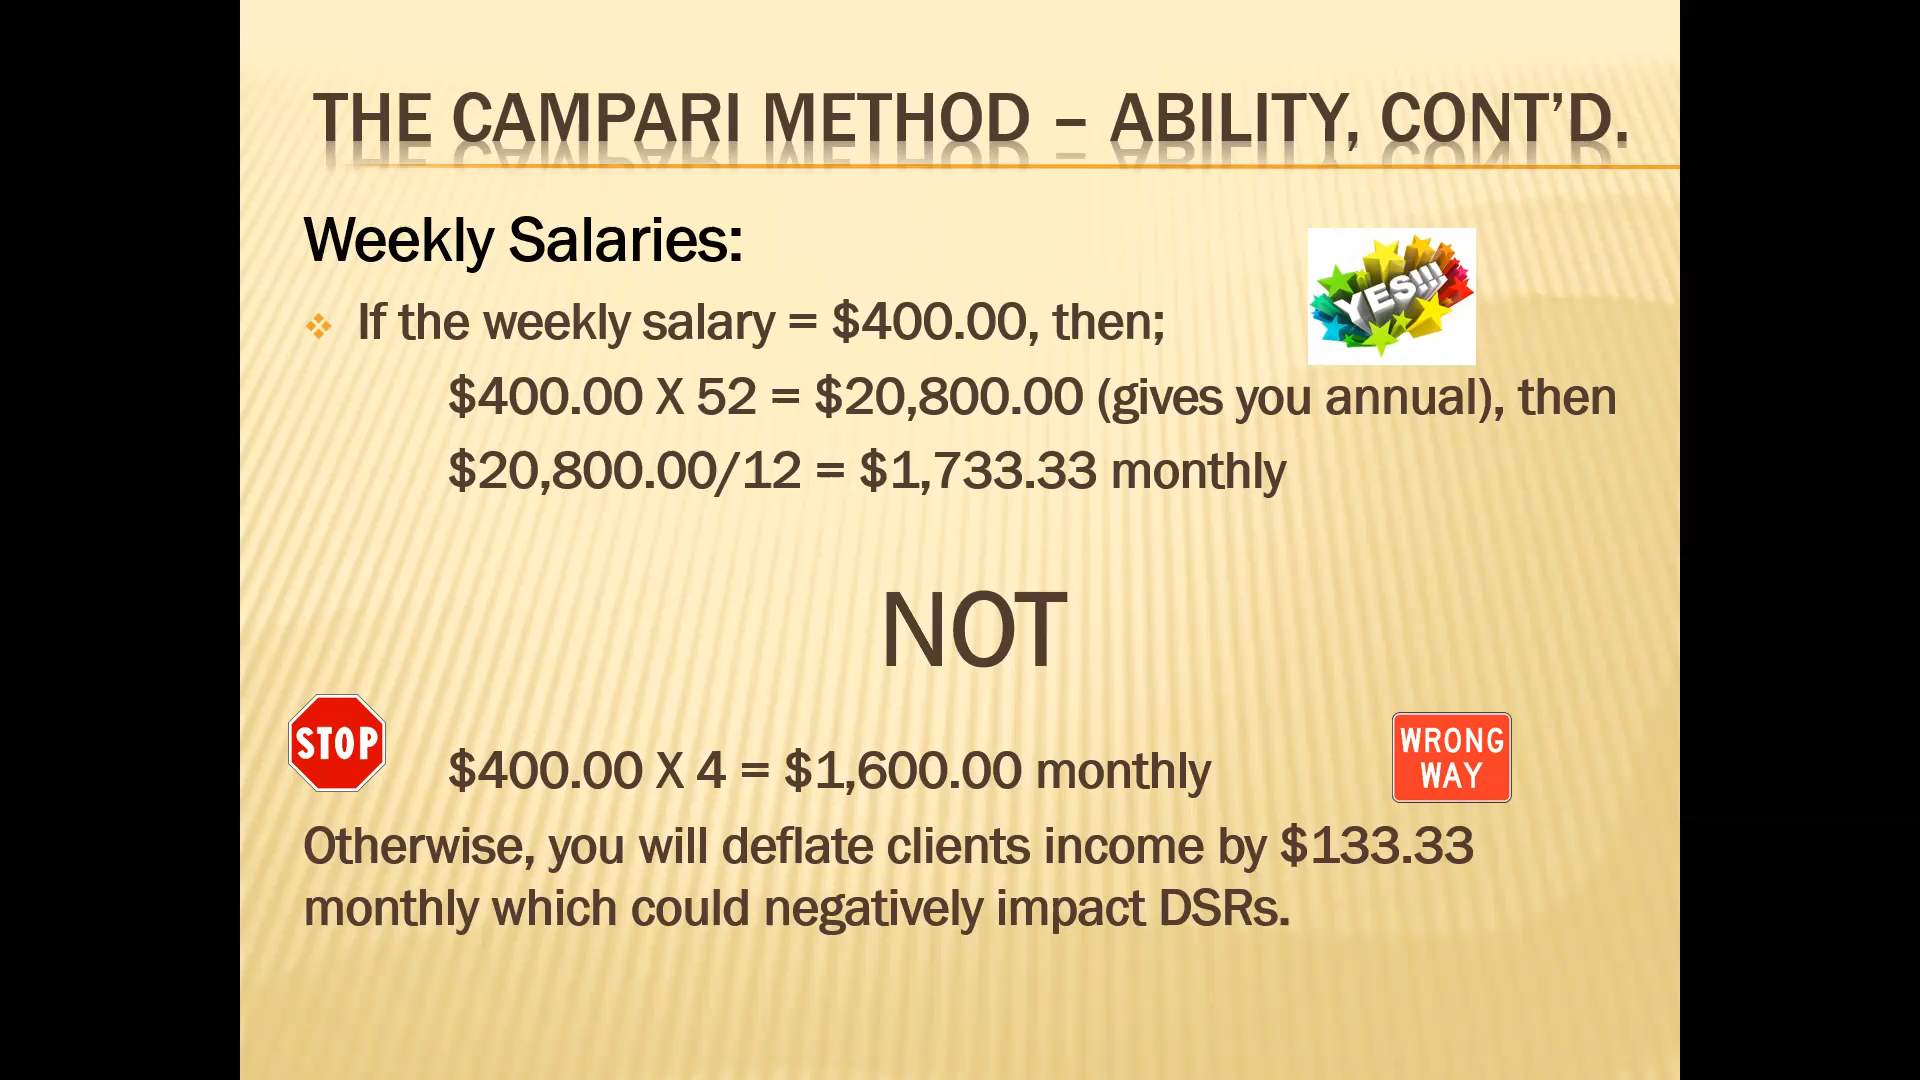 THE CAMPARI METHOD – ABILITY, CONT’D.
Weekly Salaries:
YES!!!
If the weekly salary = $400.00, then;
$400.00 X 52 = $20,800.00 (gives you annual), then
$20,800.00/12 = $1,733.33 monthly
NOT
STOP
$400.00 X 4 = $1,600.00 monthly
WRONG
WAY
Otherwise, you will deflate clients income by $133.33
monthly which could negatively impact DSRs.